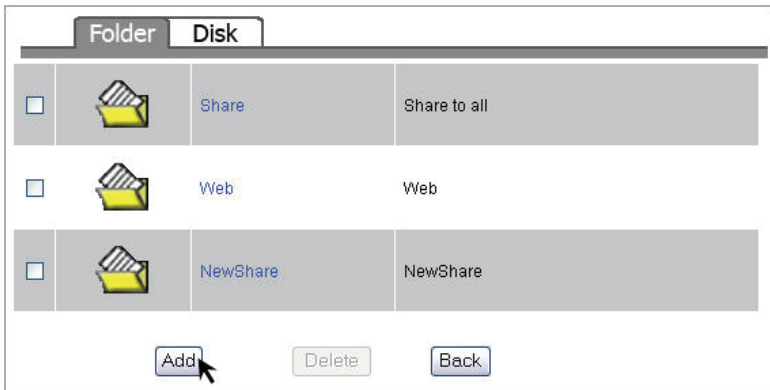 Folder Disk
Share Share to all
Web Web
NewShare NewShare
Add Delete Back